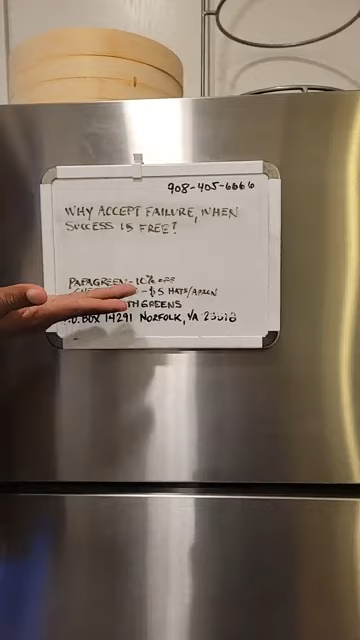 908-405-6666
WHY ACCEPT FAILURE, WHEN
SUCCESS IS FREE?
PAPAGREEN - 10% OFF
- $5 HATS/APRON
GREENS
BOX 14291 NORFOLK, VA